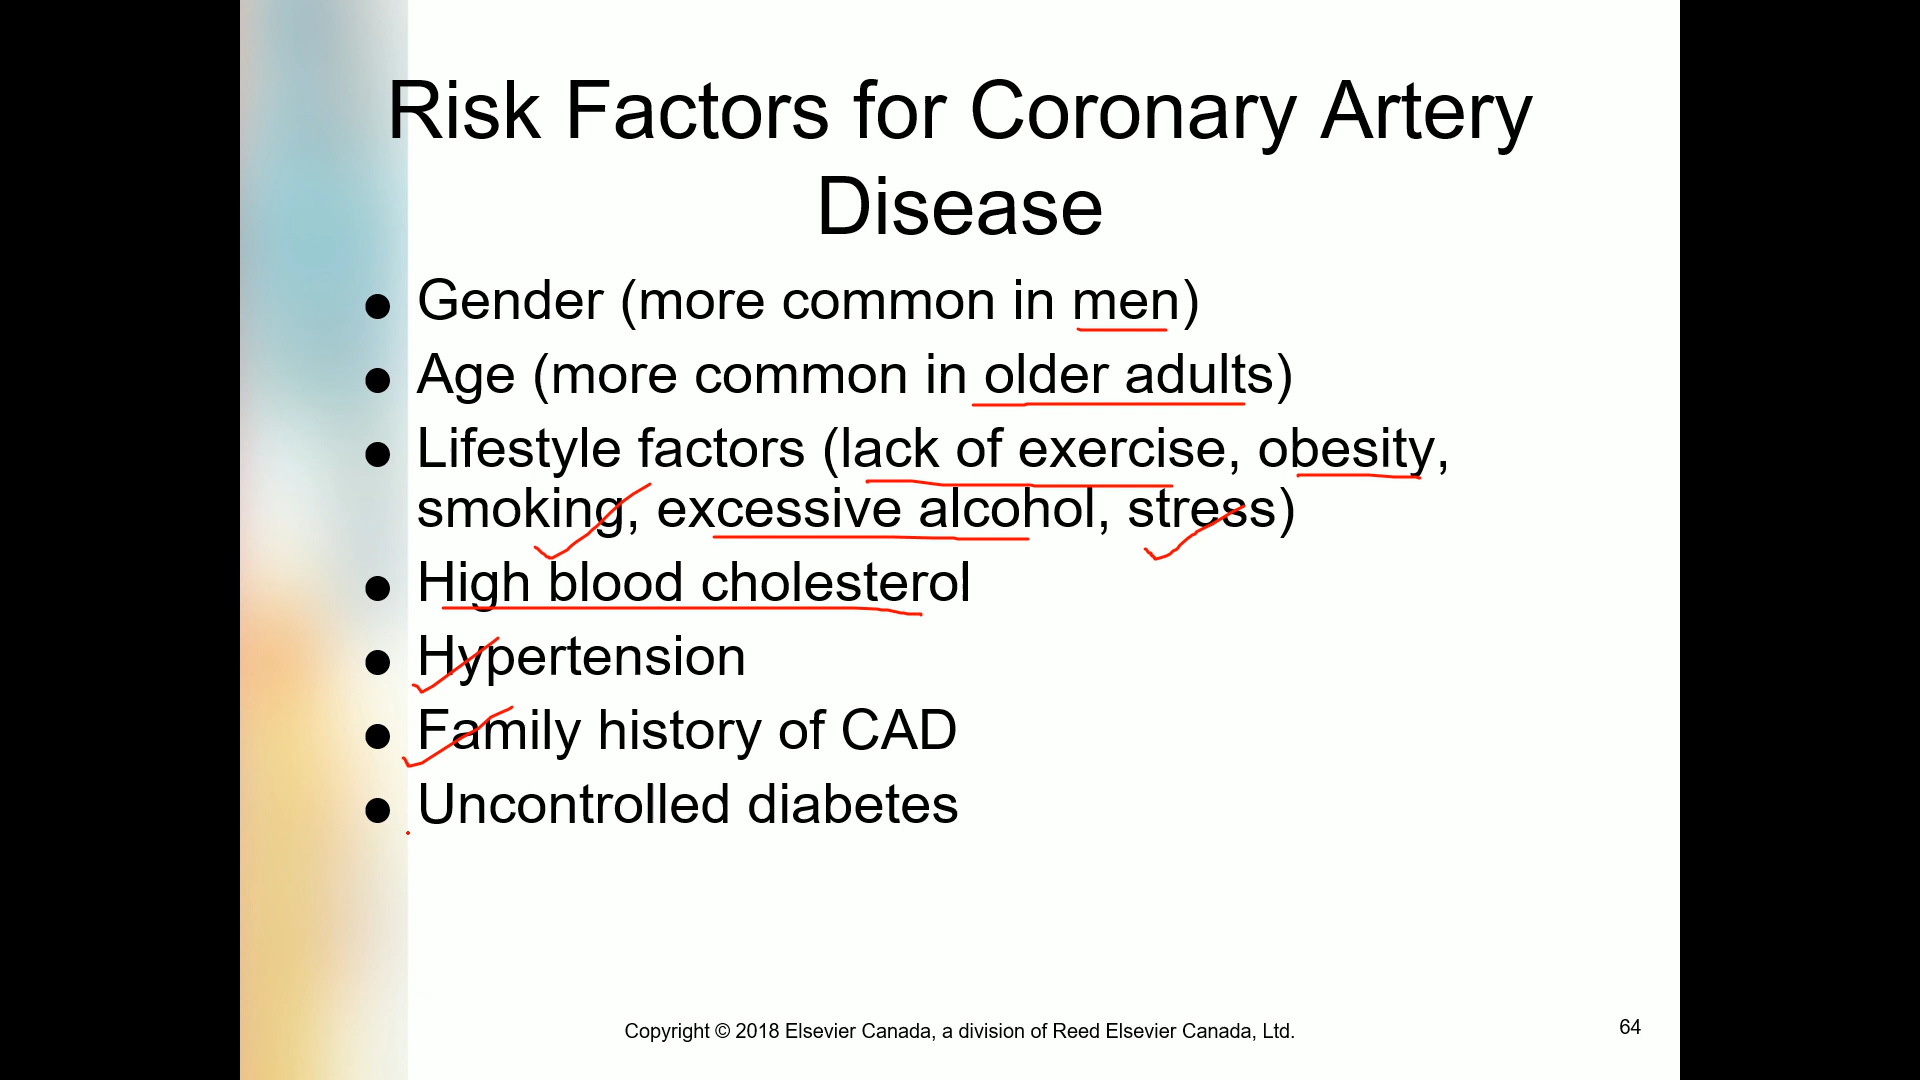 Risk Factors for Coronary Artery
Disease
● Gender (more common in men)
● Age (more common in older adults)
● Lifestyle factors (lack of exercise, obesity,
smoking, excessive alcohol, stress)
● High blood cholesterol
● Hypertension
● Family history of CAD
● Uncontrolled diabetes
Copyright © 2018 Elsevier Canada, a division of Reed Elsevier Canada, Ltd.
64